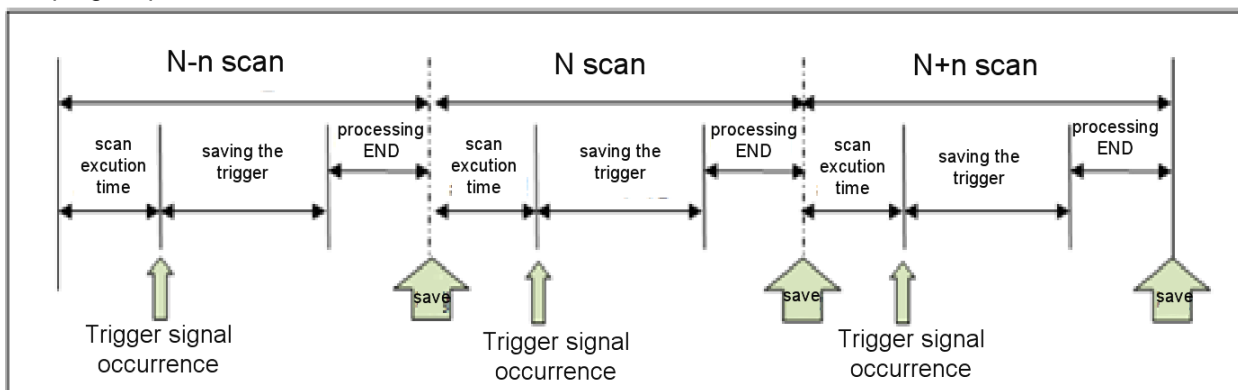 N-n scan
N scan
N+n scan
scan
excution
time
saving the
trigger
processing
END
scan
excution
time
saving the
trigger
processing
END
scan
excution
time
saving the
trigger
processing
END
save
save
save
Trigger signal
occurrence
Trigger signal
occurrence
Trigger signal
occurrence